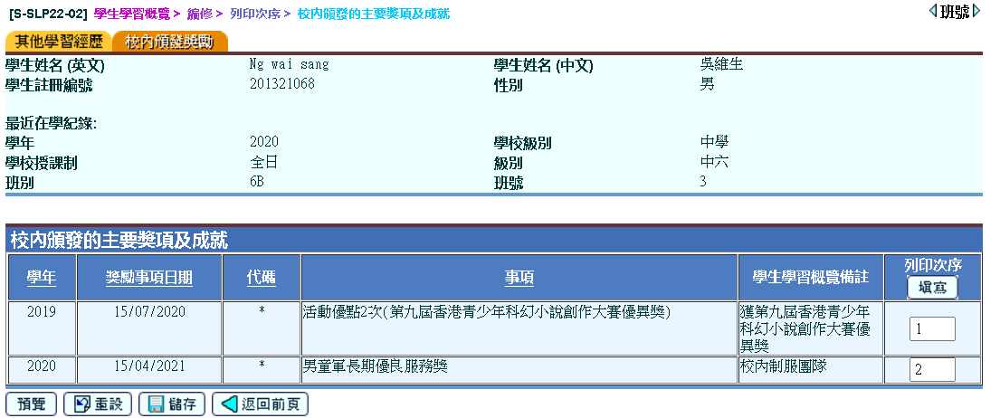 [S-SLP22-02] 學生學習概覽 > 編修 > 列印次序 > 校內頒發的主要獎項及成就 班號
其他學習經歷 校內頒發獎勵
學生姓名 (英文) Ng wai sang 學生姓名 (中文) 吳維生
學生註冊編號 201321068 性別 男
最近在學紀錄:
學年 2020 學校級別 中學
學校授課制 全日 級別 中六
班別 6B 班號 3
校內頒發的主要獎項及成就
學年 獎勵事項日期 代碼 事項 學生學習概覽備註 列印次序
填寫
2019 15/07/2020 * 活動優點2次(第九屆香港青少年科幻小說創作大賽優異獎) 獲第九屆香港青少年
科幻小說創作大賽優
異獎
1
2020 15/04/2021 * 男童軍長期優良服務獎 校內制服團隊 2
預覽 重設 儲存 返回前頁